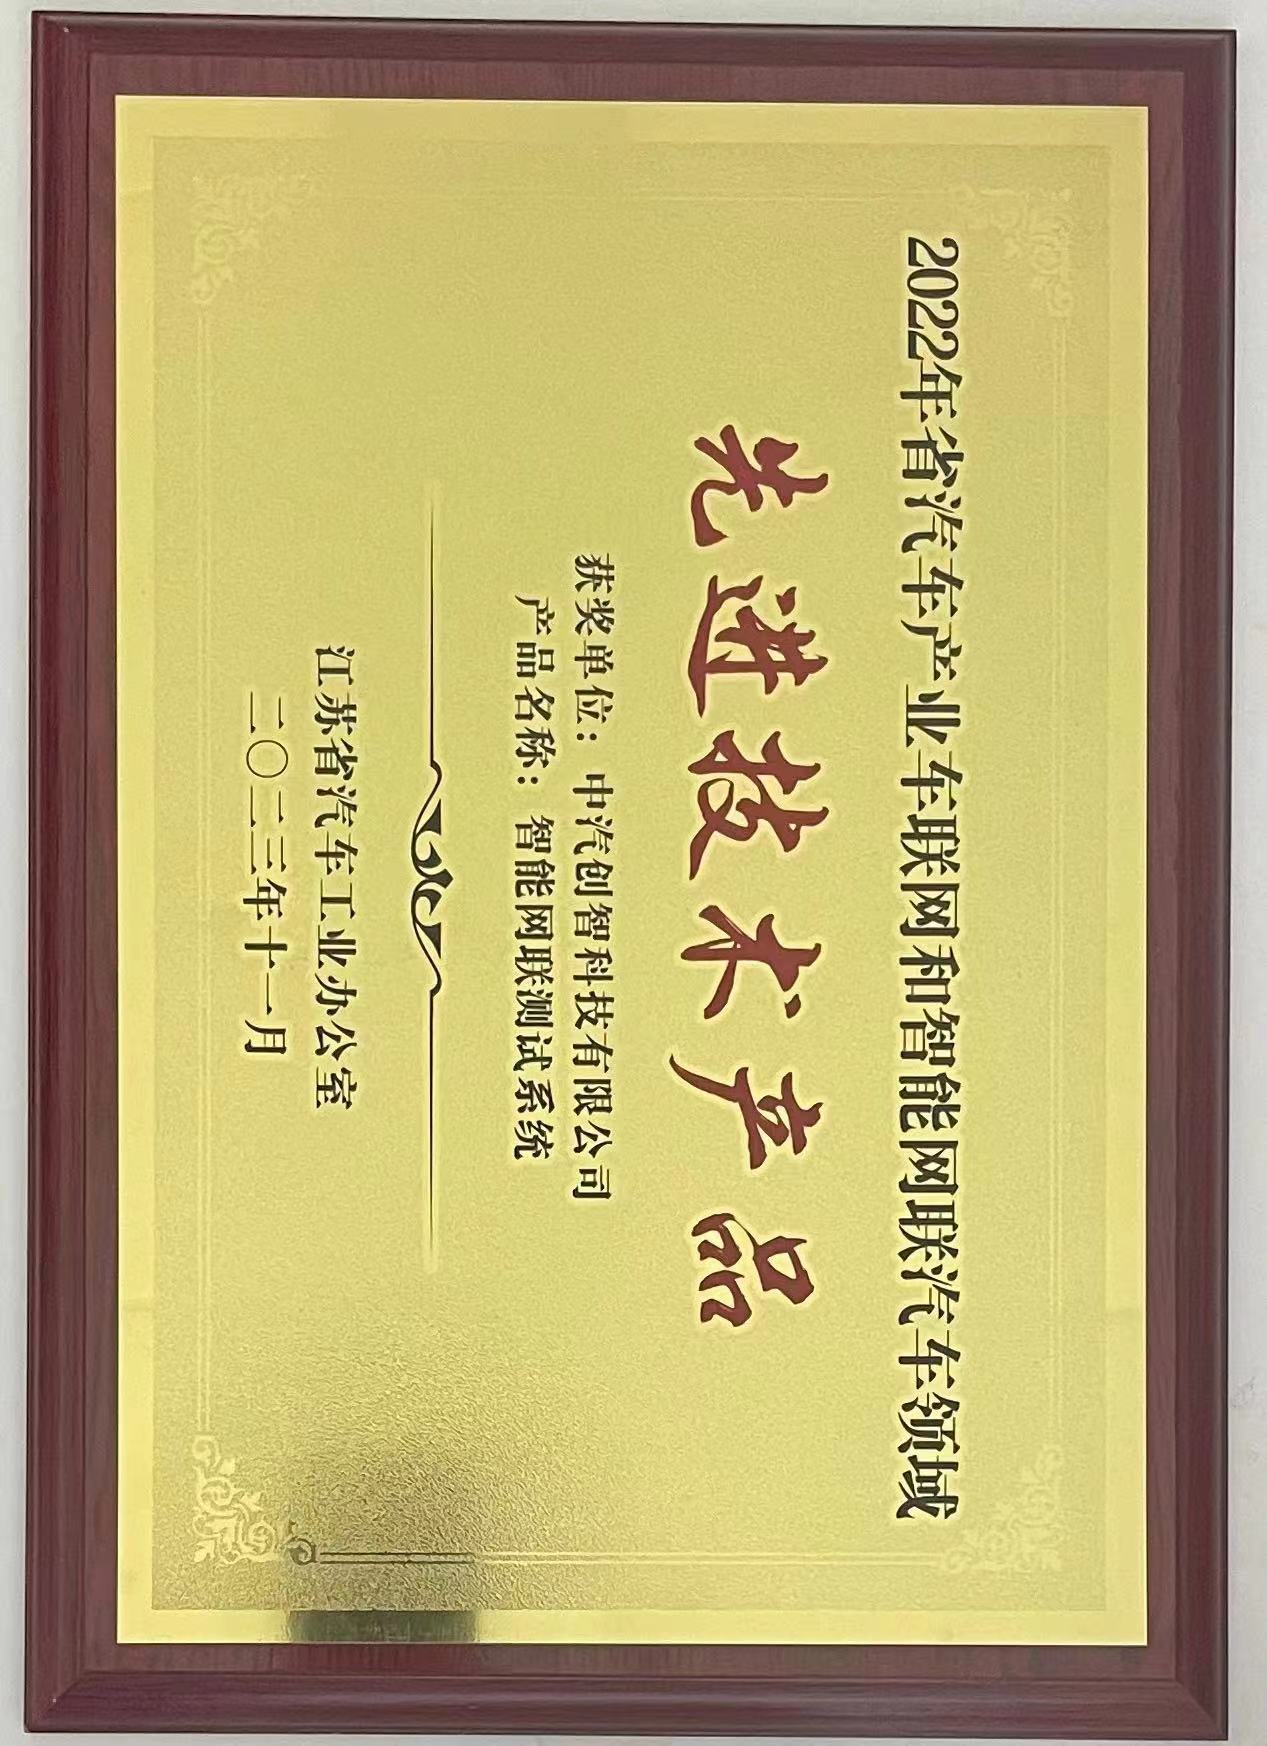 2022年省汽车产业车联网和智能网联汽车领域
先进技术产品
获奖单位：中汽创智科技有限公司
产品名称：智能网联测试系统
江苏省汽车工业办公室
二〇二三年十一月